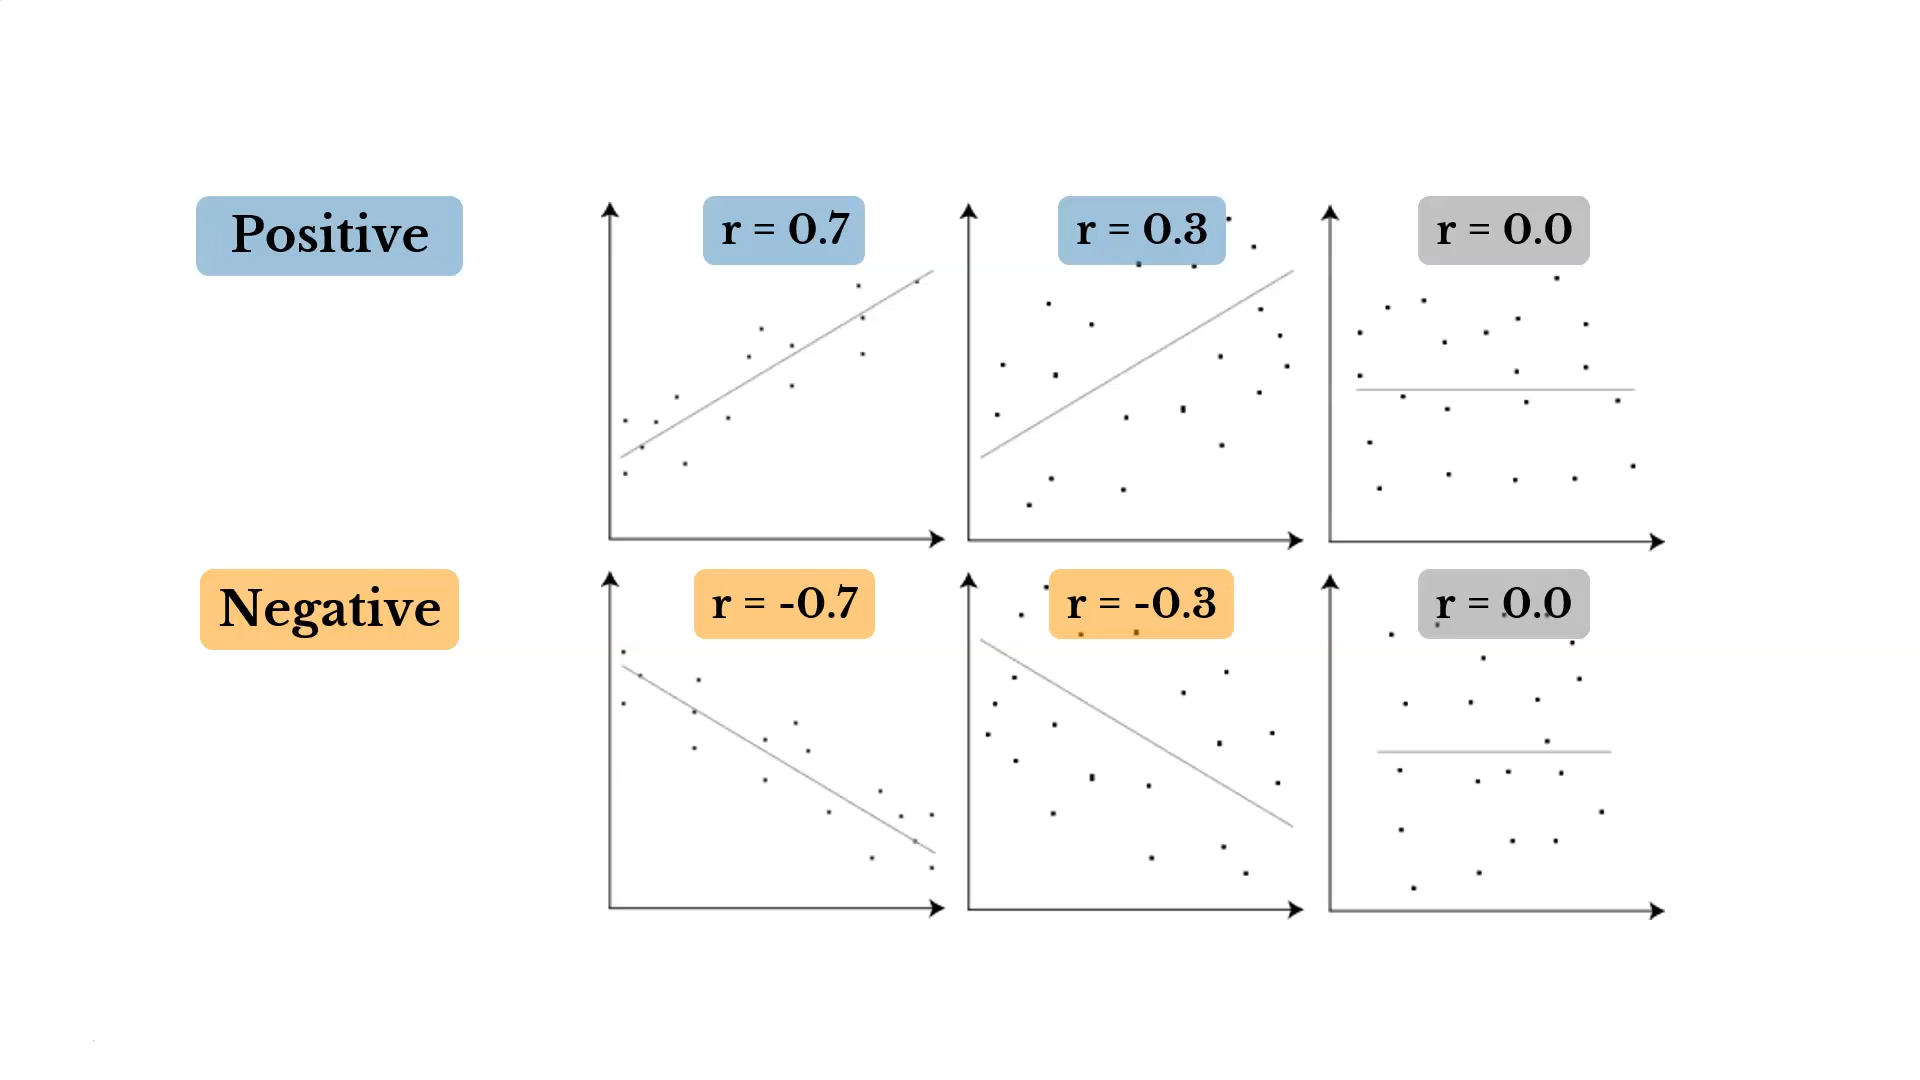 Positive
r = 0.7
r = 0.3
r = 0.0
Negative
r = -0.7
r = -0.3
r = 0.0